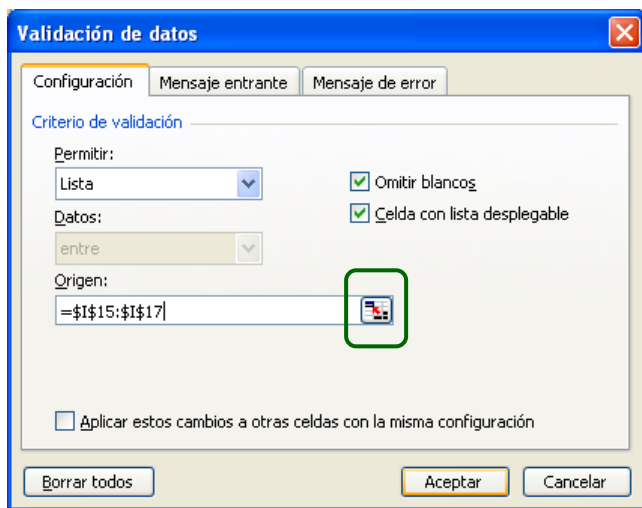 Validación de datos
Configuración Mensaje entrante Mensaje de error
Criterio de validación
Permitir:
Lista
Omitir blancos
Datos:
Celda con lista desplegable
entre
Origen:
=$I$15:$I$17
Aplicar estos cambios a otras celdas con la misma configuración
Borrar todos Aceptar Cancelar